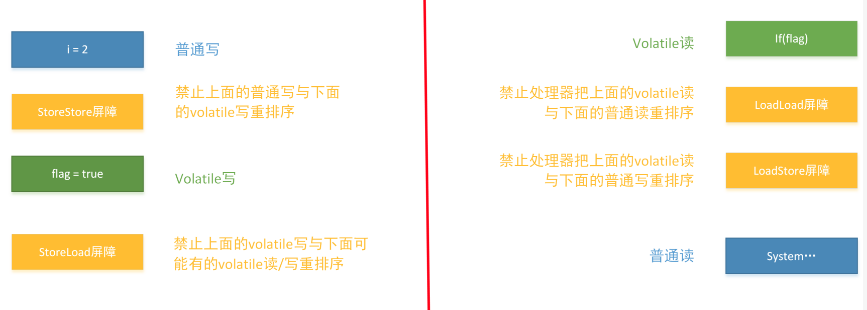 i = 2
普通写
StoreStore屏障
禁止上面的普通写与下面
的volatile写重排序
flag = true
Volatile写
StoreLoad屏障
禁止上面的volatile写与下面可
能有的volatile读/写重排序
Volatile读
If(flag)
禁止处理器把上面的volatile读
与下面的普通读重排序
LoadLoad屏障
禁止处理器把上面的volatile读
与下面的普通写重排序
LoadStore屏障
普通读
System…